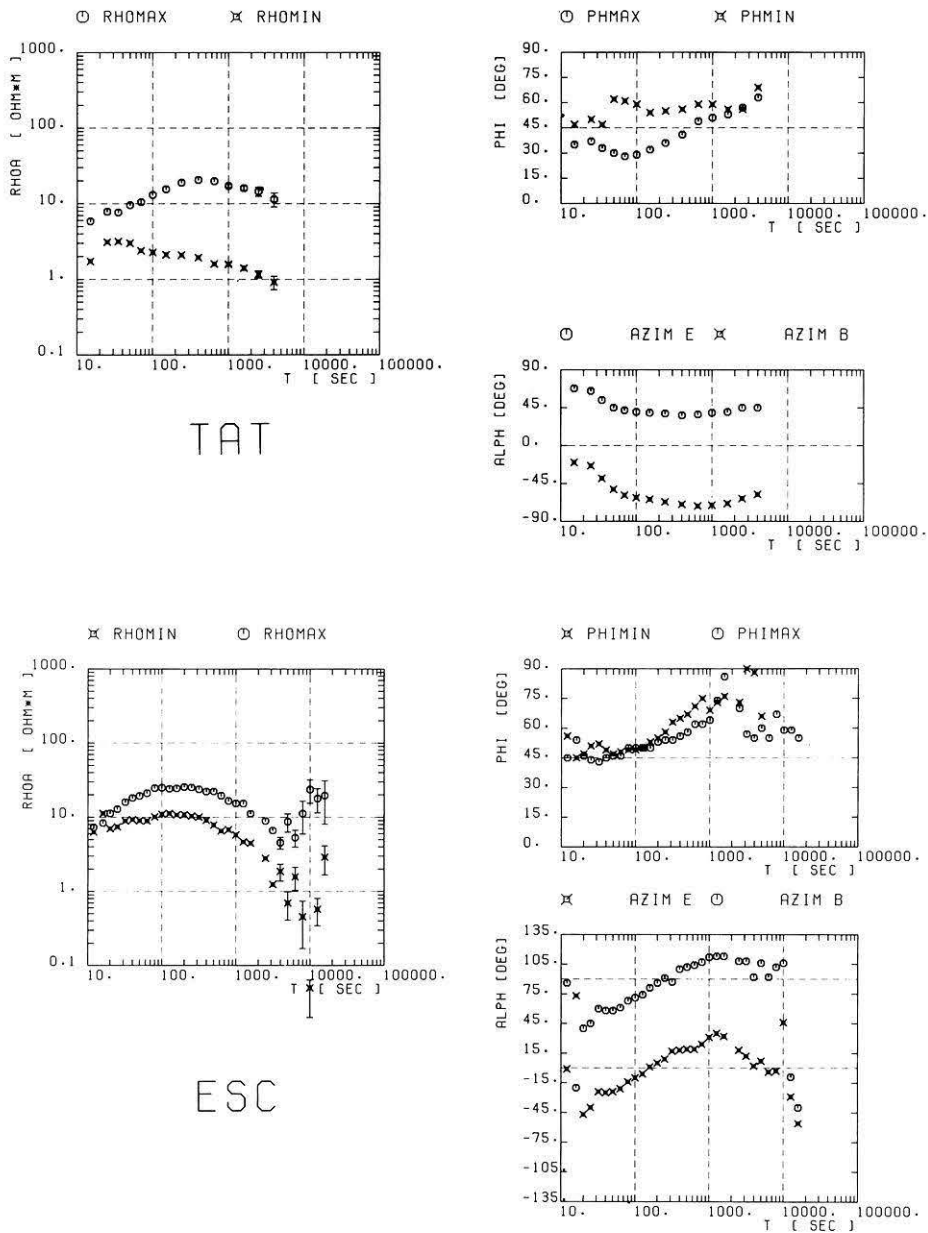 RHOMAX RHOMIN
1000.
100.
10.
1.
0.1
RHOA [ OHM*M ]
10. 100. 1000. 10000. 100000.
T [ SEC ]
PHMAX PHMIN
90.
75.
60.
45.
30.
15.
0.
PHI [DEG]
10. 100. 1000. 10000. 100000.
T [ SEC ]
AZIM E AZIM B
90.
45.
0.
-45.
-90.
ALPH [DEG]
10. 100. 1000. 10000. 100000.
T [ SEC ]
TAT
RHOMIN RHOMAX
1000.
100.
10.
1.
0.1
RHOA [ OHM*M ]
10. 100. 1000. 10000. 100000.
T [ SEC ]
PHIMIN PHIMAX
90.
75.
60.
45.
30.
15.
0.
PHI [DEG]
10. 100. 1000. 10000. 100000.
T [ SEC ]
AZIM E AZIM B
135.
105.
75.
45.
15.
-15.
-45.
-75.
-105.
-135.
ALPH [DEG]
10. 100. 1000. 10000. 100000.
T [ SEC ]
ESC